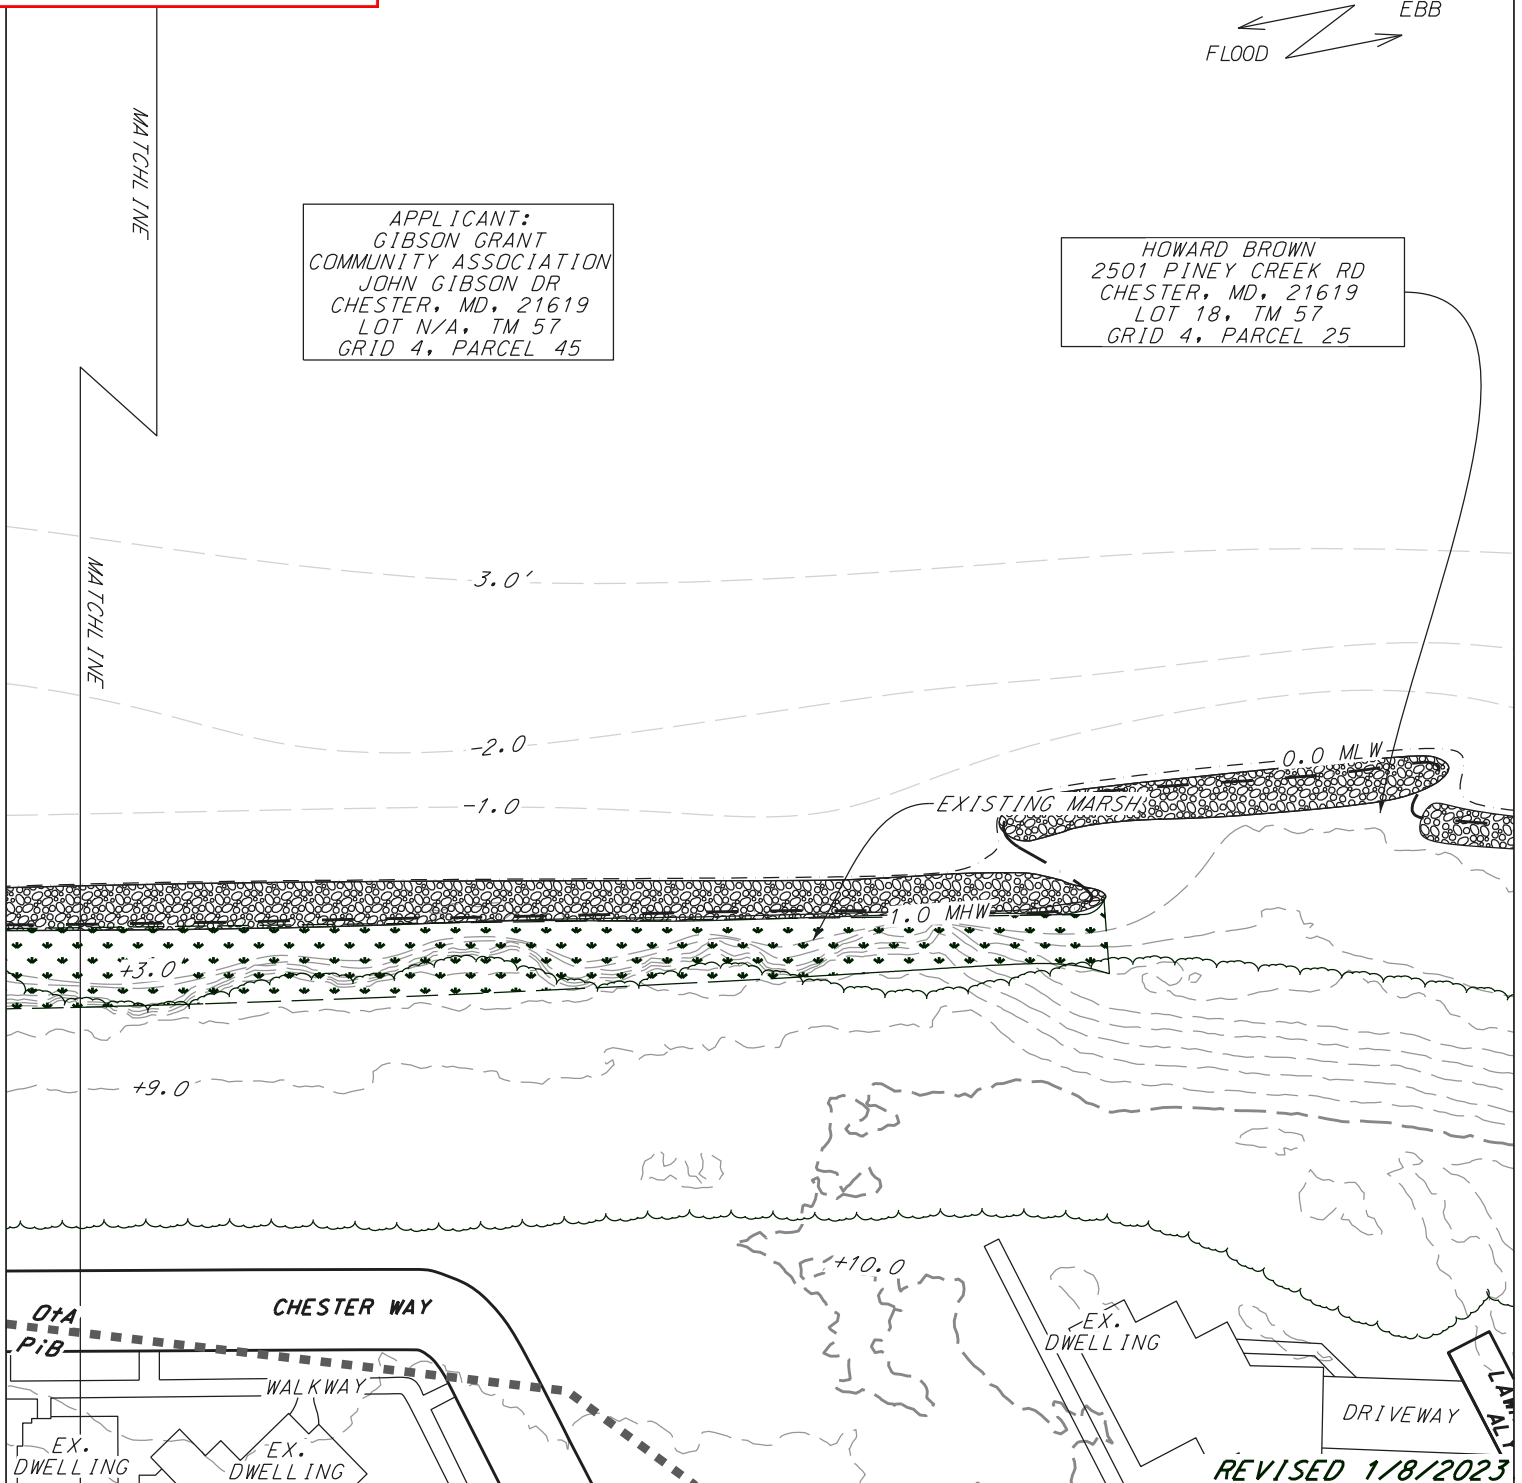 EBB
FLOOD
MATCHLINE
APPLICANT:
GIBSON GRANT
COMMUNITY ASSOCIATION
JOHN GIBSON DR
CHESTER, MD, 21619
LOT N/A, TM 57
GRID 4, PARCEL 45
HOWARD BROWN
2501 PINEY CREEK RD
CHESTER, MD, 21619
LOT 18, TM 57
GRID 4, PARCEL 25
MATCHLINE
3.0'
-2.0
0.0 MLW
-1.0
EXISTING MARSH
1.0 MHW
+3.0
+9.0
+10.0
CHESTER WAY
OtA
PiB
EX.
DWELLING
WALKWAY
DRIVEWAY
EX.
DWELLING
EX.
DWELLING
REVISED 1/8/2023